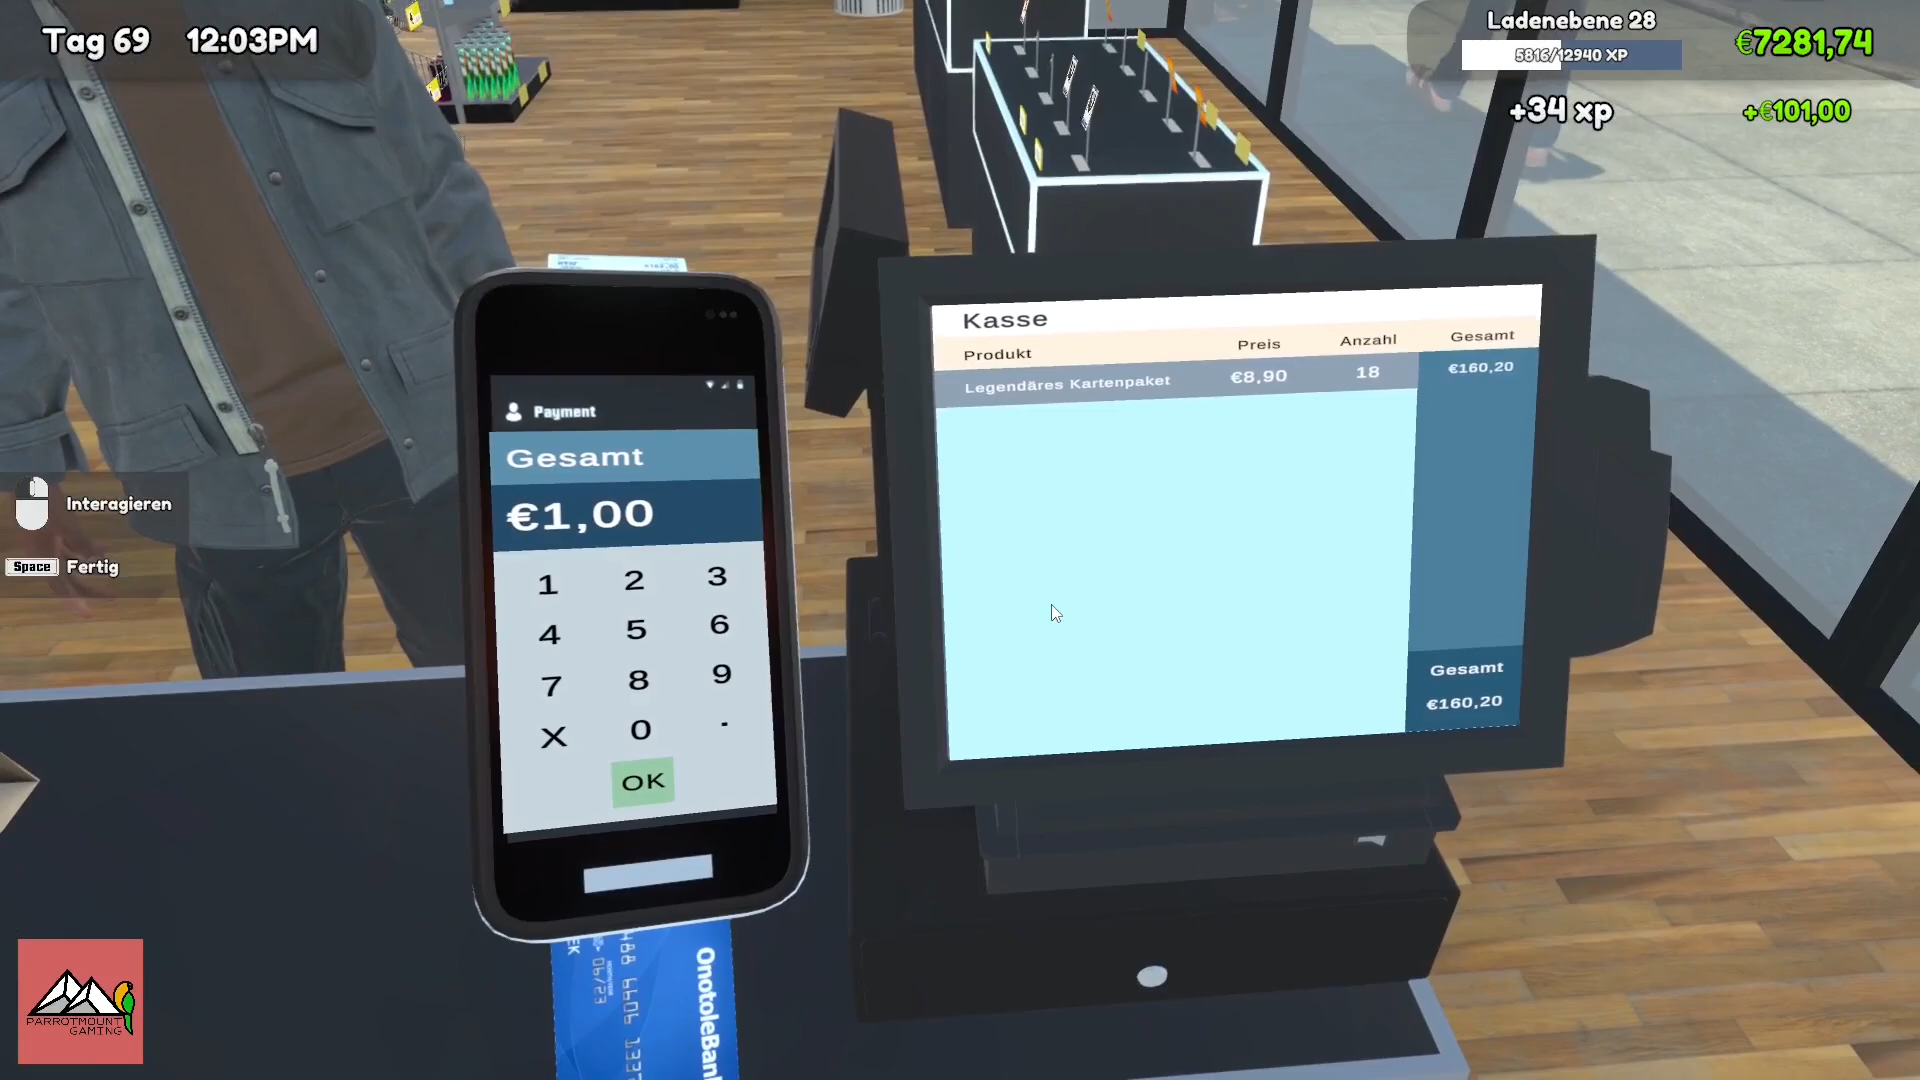 Tag 69 12:03PM
Ladenebene 28
5816/12940 XP
€7281,74
+34 xp
+€101,00
Interagieren
Space Fertig
Payment
Gesamt
€1,00
1 2 3
4 5 6
7 8 9
X 0 .
OK
Kasse
Produkt Preis Anzahl Gesamt
Legendäres Kartenpaket €8,90 18 €160,20
Gesamt
€160,20
OnotoleBank
09/23
PARROTMOUNT
GAMING